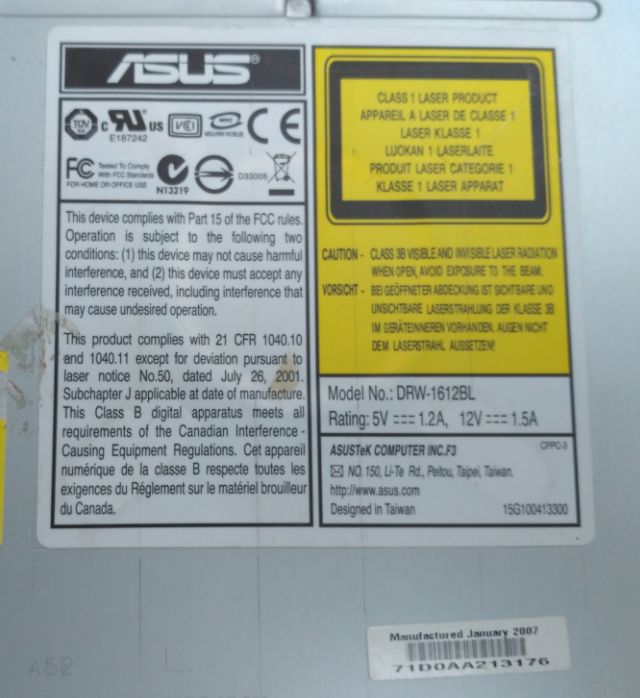 ASUS®
TÜV
c RU US
E187242
VCI
CE
FC Tested To Comply
With FCC Standards
FOR HOME OR OFFICE USE
N13219
D33005
This device complies with Part 15 of the FCC rules.
Operation is subject to the following two
conditions: (1) this device may not cause harmful
interference, and (2) this device must accept any
interference received, including interference that
may cause undesired operation.
This product complies with 21 CFR 1040.10
and 1040.11 except for deviation pursuant to
laser notice No.50, dated July 26, 2001.
Subchapter J applicable at date of manufacture.
This Class B digital apparatus meets all
requirements of the Canadian Interference -
Causing Equipment Regulations. Cet appareil
numérique de la classe B respecte toutes les
exigences du Réglement sur le matériel brouilleur
du Canada.
CLASS 1 LASER PRODUCT
APPAREIL A LASER DE CLASSE 1
LASER KLASSE 1
LUOKAN 1 LASERLAITE
PRODUIT LASER CATEGORIE 1
KLASSE 1 LASER APPARAT
CAUTION - CLASS 3B VISIBLE AND INVISIBLE LASER RADIATION
WHEN OPEN, AVOID EXPOSURE TO THE BEAM.
VORSICHT - BEI GEÖFFNETER ABDECKUNG IST SICHTBARE UND
UNSICHTBARE LASERSTRAHLUNG DER KLASSE 3B
IM GERÄTEINNEREN VORHANDEN. AUGEN NICHT
DEM LASERSTRAHL AUSSETZEN!
Model No.: DRW-1612BL
Rating: 5V 1.2A, 12V 1.5A
ASUSTeK COMPUTER INC.F3
CPPC-3
NO. 150, Li-Te Rd., Peitou, Taipei, Taiwan.
http://www.asus.com
Designed in Taiwan 15G100413300
Manufactured January 2007
71D0AA213176
A52